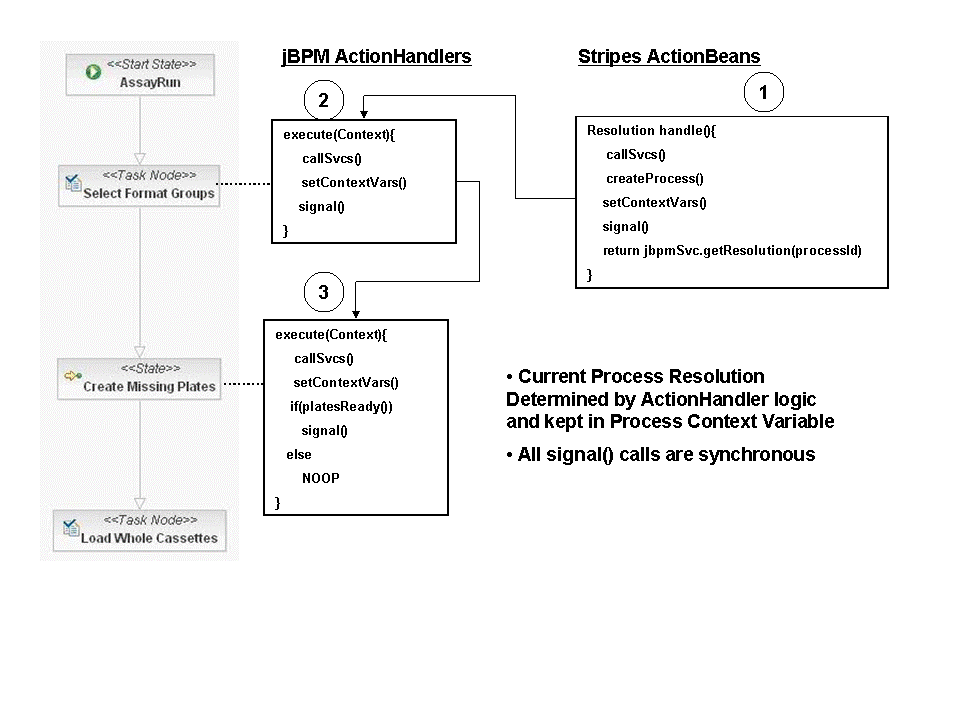 jBPM ActionHandlers
Stripes ActionBeans
<<Start State>>
AssayRun
<<Task Node>>
Select Format Groups
<<State>>
Create Missing Plates
<<Task Node>>
Load Whole Cassettes
1
Resolution handle(){
callSvcs()
createProcess()
setContextVars()
signal()
return jbpmSvc.getResolution(processId)
}
2
execute(Context){
callSvcs()
setContextVars()
signal()
}
3
execute(Context){
callSvcs()
setContextVars()
if(platesReady())
signal()
else
NOOP
}
• Current Process Resolution
Determined by ActionHandler logic
and kept in Process Context Variable
• All signal() calls are synchronous